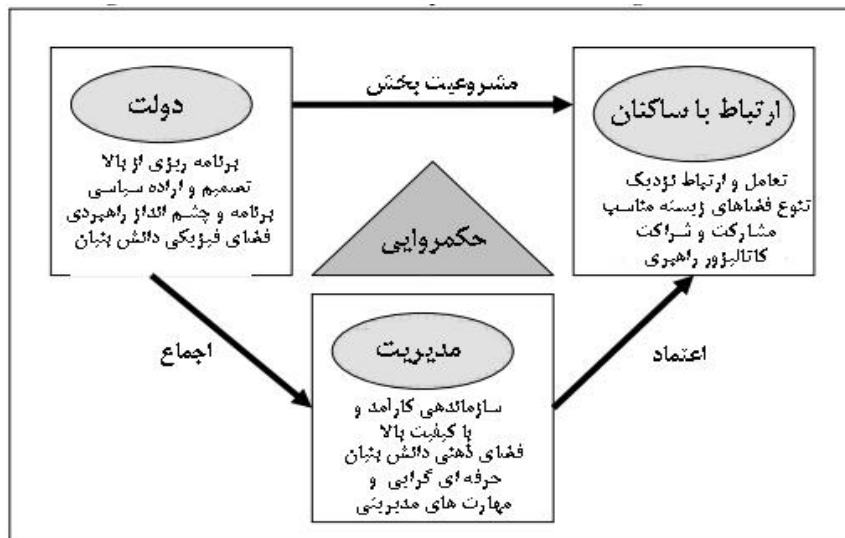 مشروعیت بخش
ارتباط با ساکنان
تعامل و ارتباط نزدیک
تنوع فضاهای زیسته مناسب
مشارکت و شراکت
کاتالیزور راهبری
دولت
برنامه ریزی از بالا
تصمیم و اراده سیاسی
برنامه و چشم انداز راهبردی
فضای فیزیکی دانش بنیان
حکمروایی
اعتماد
اجماع
مدیریت
سازماندهی کارآمد و
با کیفیت بالا
فضای ذهنی دانش بنیان
حرفه ای گرایی و
مهارت های مدیریتی